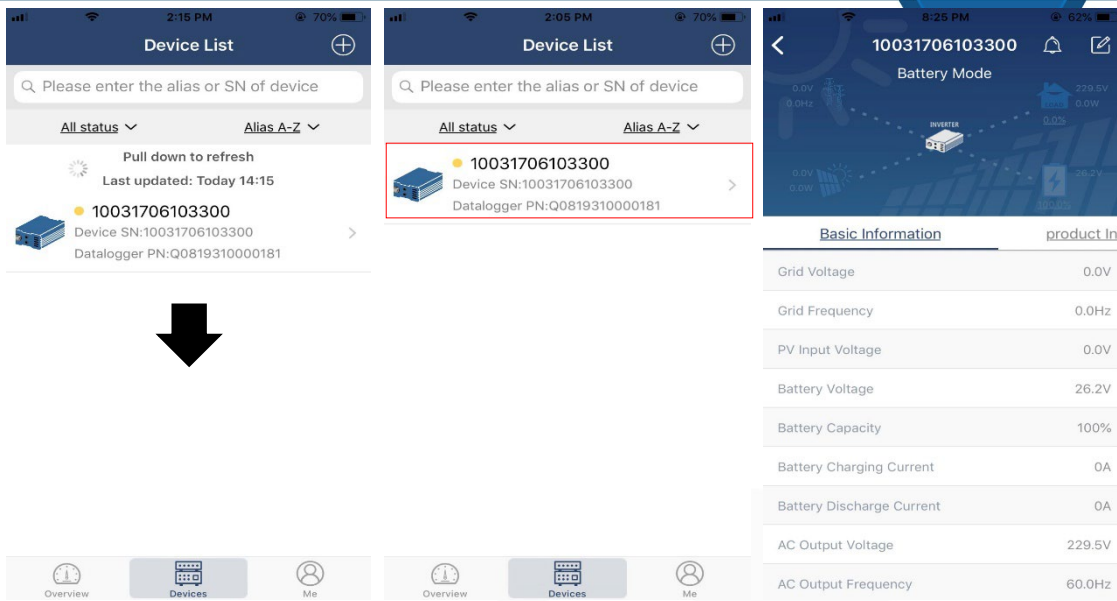 2:15 PM
70%
Device List
Please enter the alias or SN of device
All status
Alias A-Z
Pull down to refresh
Last updated: Today 14:15
10031706103300
Device SN:10031706103300
Datalogger PN:Q0819310000181
Overview
Devices
Me
2:05 PM
70%
Device List
Please enter the alias or SN of device
All status
Alias A-Z
10031706103300
Device SN:10031706103300
Datalogger PN:Q0819310000181
Overview
Devices
Me
8:25 PM
62%
10031706103300
Battery Mode
0.0V
0.0Hz
229.5V
0.0W
LOAD
0.0%
INVERTER
0.0V
0.0W
26.2V
100.0%
Basic Information
product In
Grid Voltage
0.0V
Grid Frequency
0.0Hz
PV Input Voltage
0.0V
Battery Voltage
26.2V
Battery Capacity
100%
Battery Charging Current
0A
Battery Discharge Current
0A
AC Output Voltage
229.5V
AC Output Frequency
60.0Hz